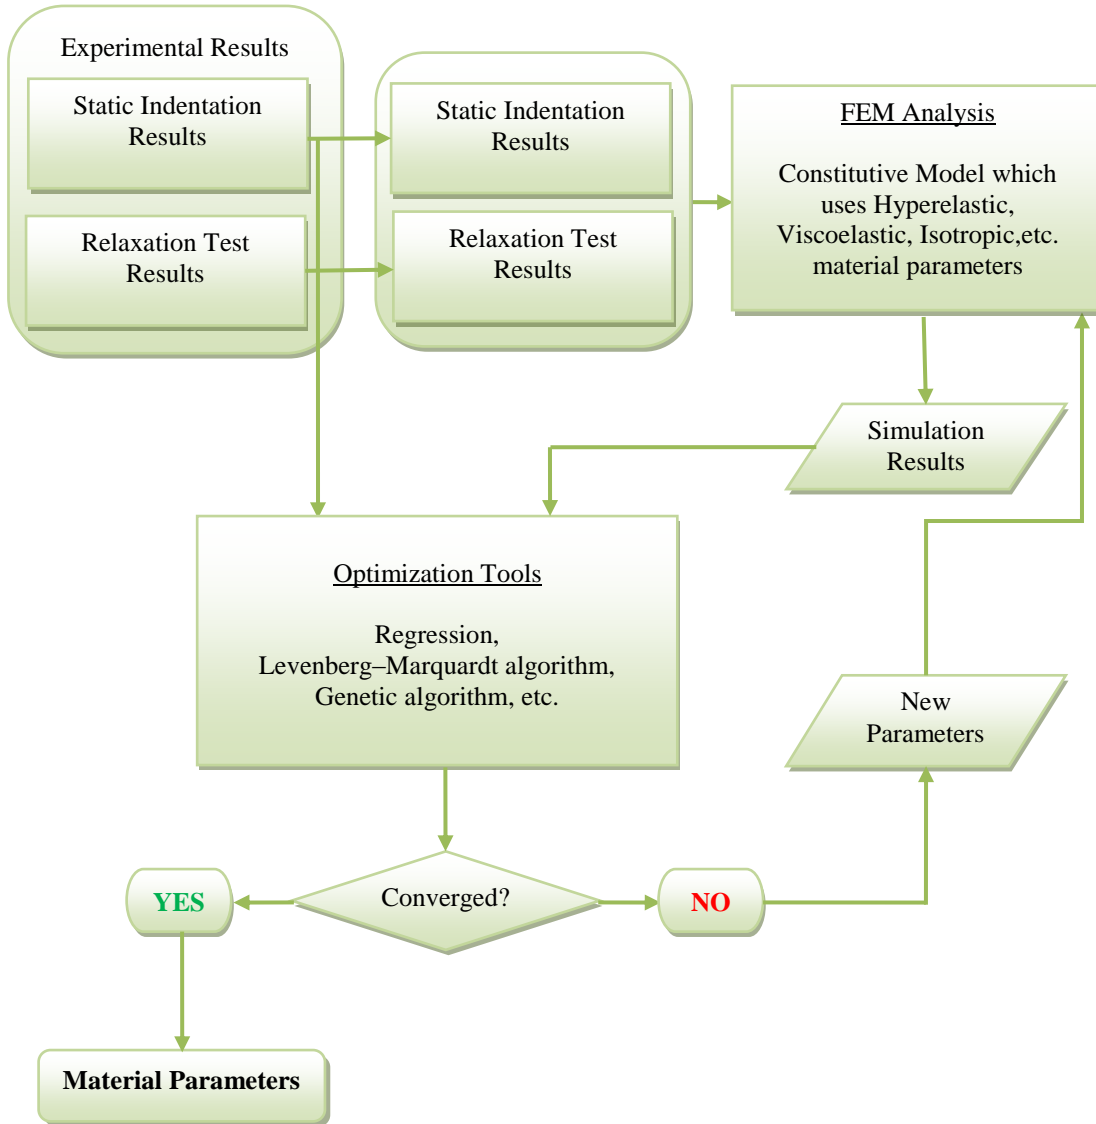 Experimental Results
Static Indentation
Results
Relaxation Test
Results
Static Indentation
Results
Relaxation Test
Results
FEM Analysis
Constitutive Model which
uses Hyperelastic,
Viscoelastic, Isotropic,etc.
material parameters
Simulation
Results
Optimization Tools
Regression,
Levenberg–Marquardt algorithm,
Genetic algorithm, etc.
New
Parameters
Converged?
YES
NO
Material Parameters